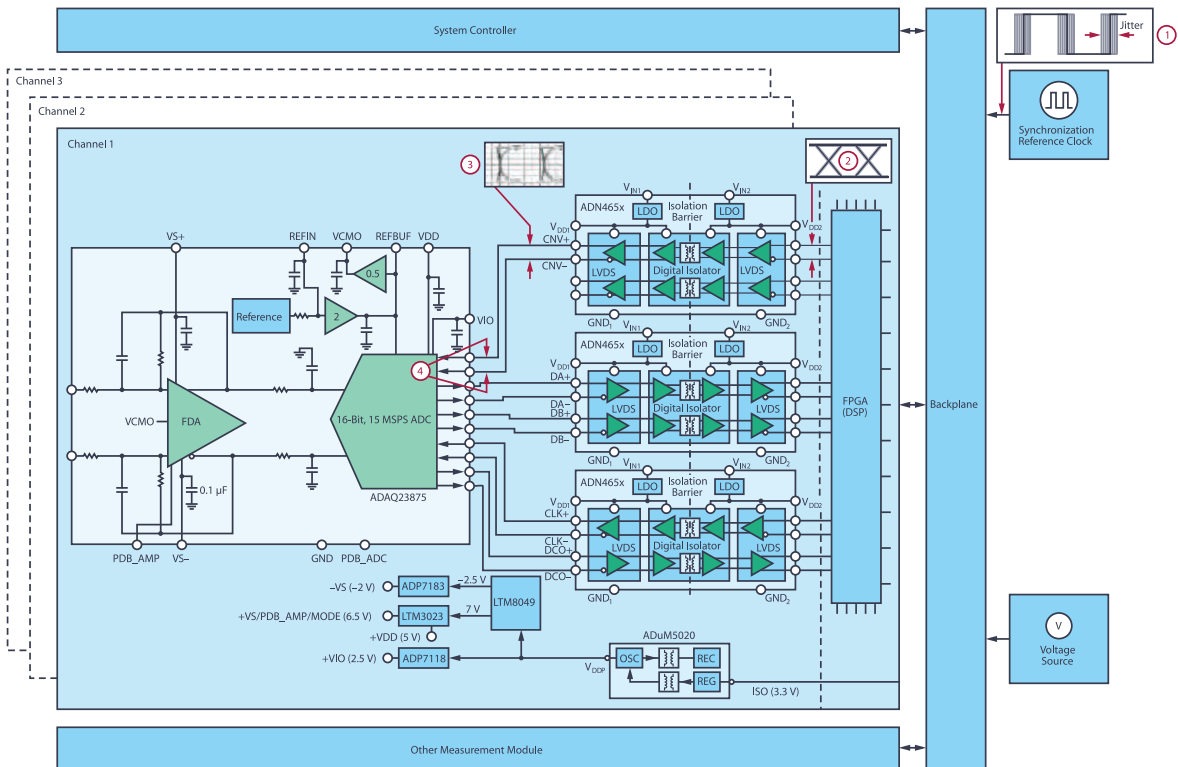 System Controller
Jitter
1
Channel 3
Channel 2
Channel 1
Synchronization
Reference Clock
3
2
VIN1
VIN2
ADN465x
LDO
Isolation
Barrier
LDO
VDD1
VDD2
CNV+
CNV−
LVDS
Digital Isolator
LVDS
GND1
GND2
VS+
REFIN
VCMO
REFBUF
VDD
0.5
Reference
2
VIO
4
VIN1
VIN2
ADN465x
LDO
Isolation
Barrier
LDO
VDD1
DA+
DA−
DB+
DB−
LVDS
Digital Isolator
LVDS
GND1
GND2
VCMO
FDA
16-Bit, 15 MSPS ADC
ADAQ23875
0.1 µF
PDB_AMP
VS−
GND
PDB_ADC
FPGA
(DSP)
Backplane
VIN1
VIN2
ADN465x
LDO
Isolation
Barrier
LDO
VDD1
VDD2
CLK+
CLK−
DCO+
DCO−
LVDS
Digital Isolator
LVDS
GND1
GND2
−VS (−2 V)
ADP7183
−2.5 V
LTM8049
+VS/PDB_AMP/MODE (6.5 V)
LTM3023
7 V
+VDD (5 V)
+VIO (2.5 V)
ADP7118
ADuM5020
VDDP
OSC
REC
REG
ISO (3.3 V)
V
Voltage
Source
Other Measurement Module